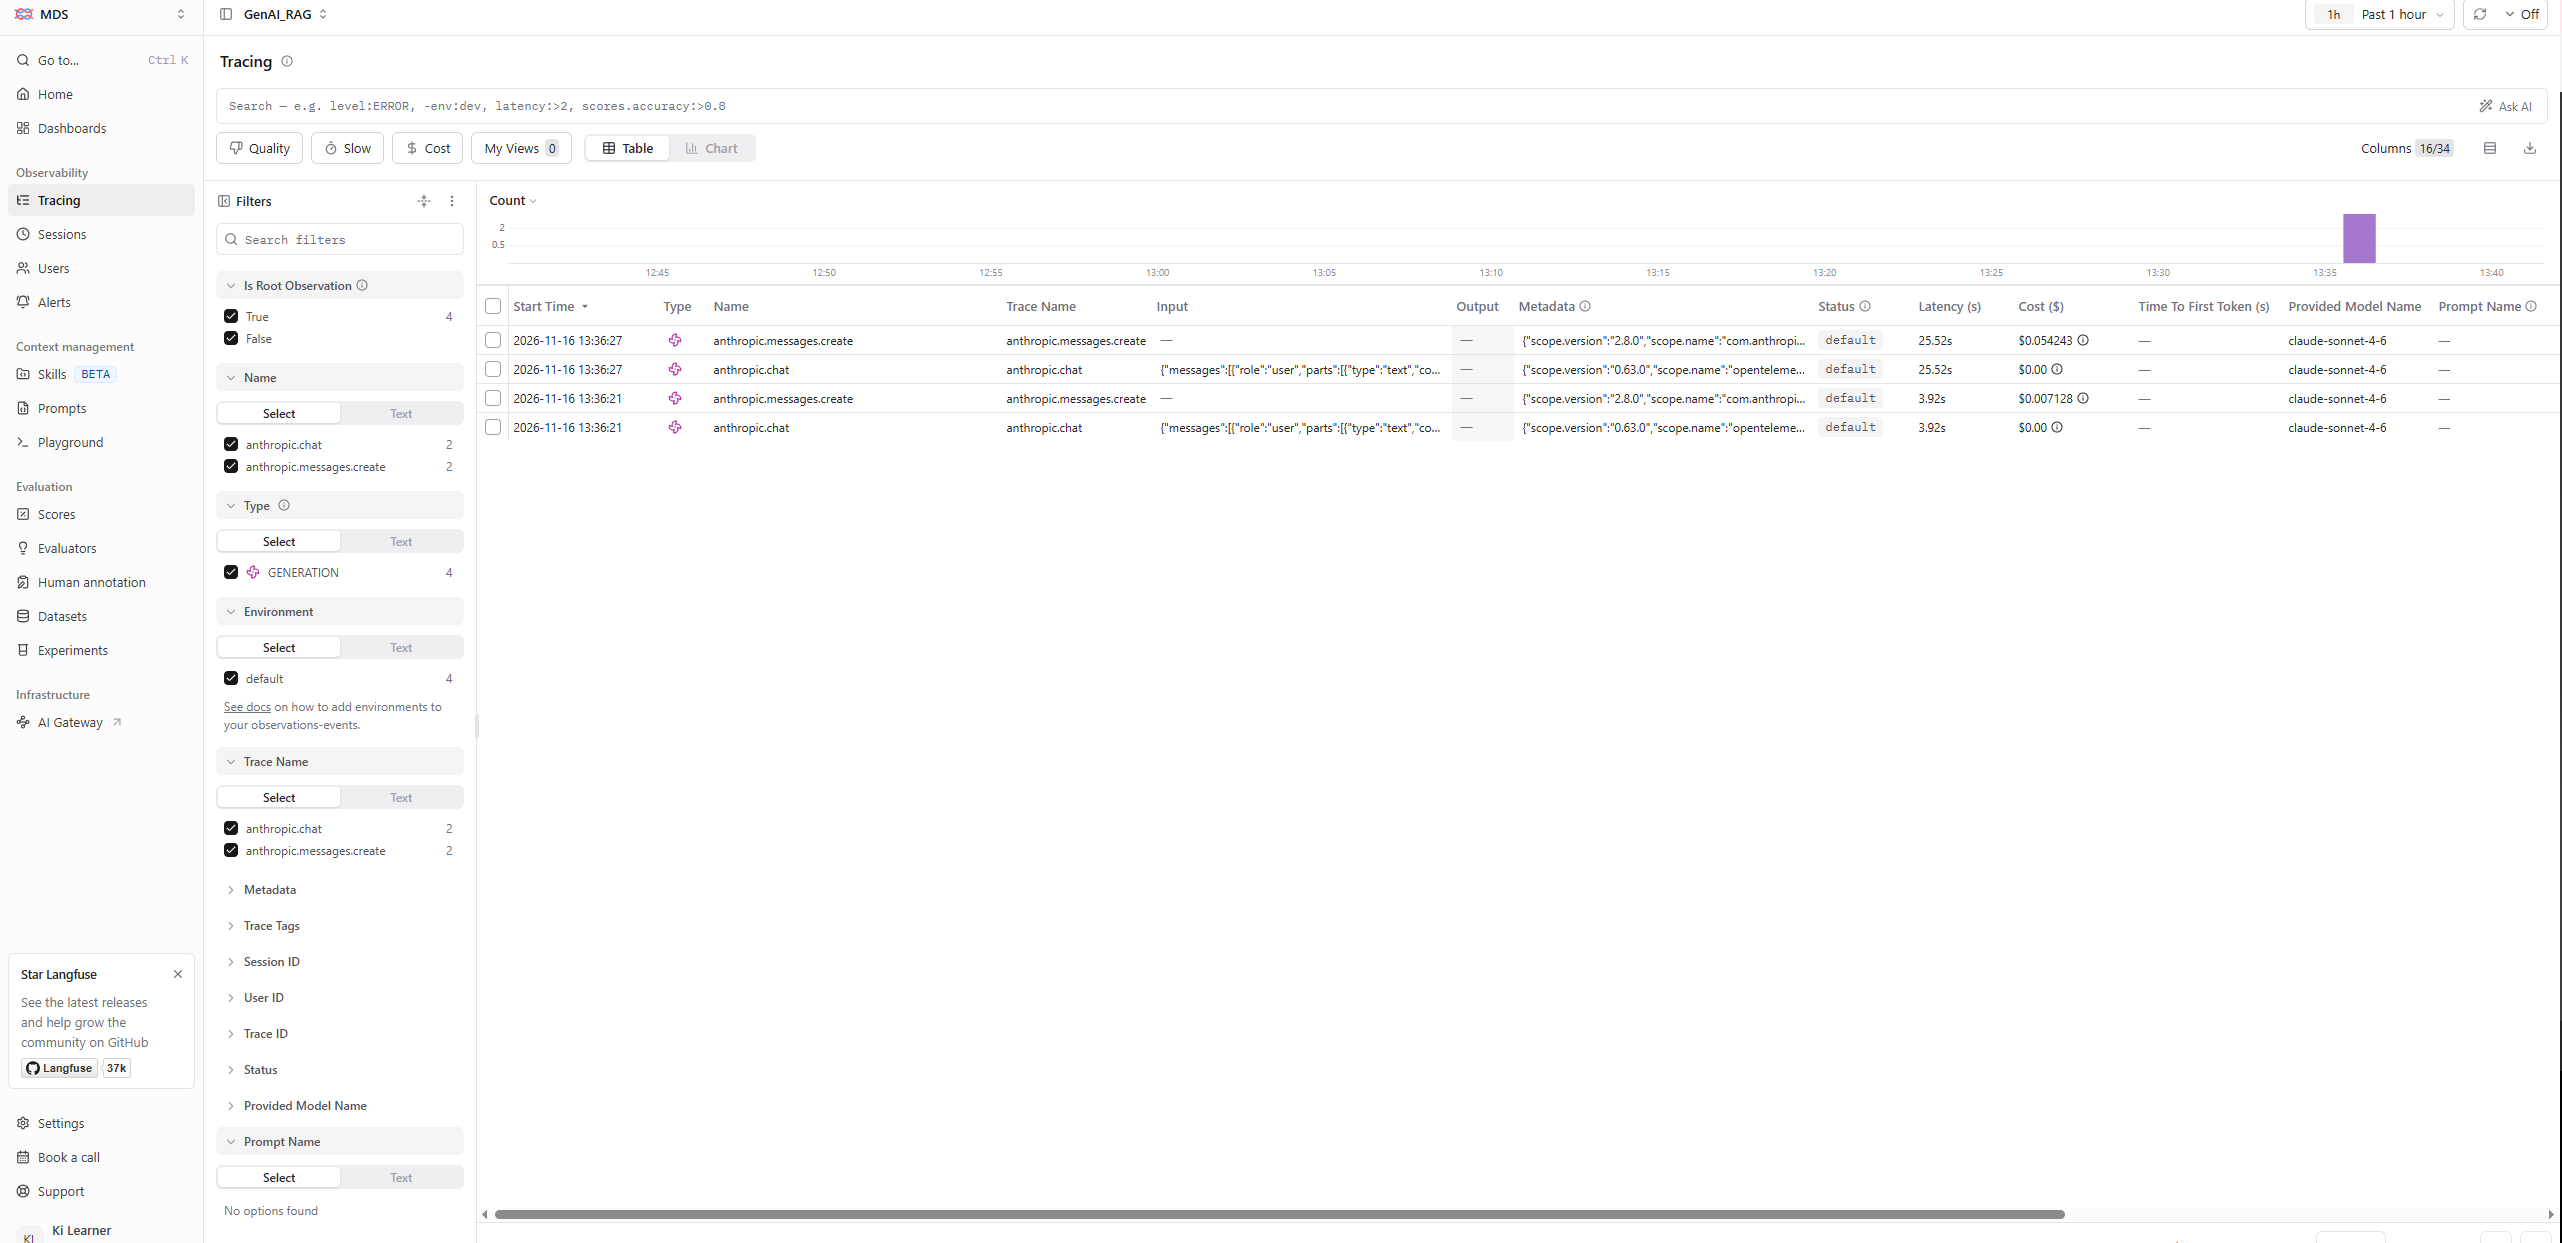 MDS
GenAI_RAG
1h Past 1 hour
Off
Go to... Ctrl K
Home
Dashboards
Observability
Tracing
Sessions
Users
Alerts
Context management
Skills BETA
Prompts
Playground
Evaluation
Scores
Evaluators
Human annotation
Datasets
Experiments
Infrastructure
AI Gateway
Star Langfuse
See the latest releases
and help grow the
community on GitHub
Langfuse 37k
Settings
Book a call
Support
KL
Ki Learner
Tracing
Search — e.g. level:ERROR, -env:dev, latency:>2, scores.accuracy:>0.8
Ask AI
Quality Slow $ Cost My Views 0 Table Chart
Columns 16/34
Filters
Search filters
Is Root Observation
True 4
False
Name
Select Text
anthropic.chat 2
anthropic.messages.create 2
Type
Select Text
GENERATION 4
Environment
Select Text
default 4
See docs on how to add environments to
your observations-events.
Trace Name
Select Text
anthropic.chat 2
anthropic.messages.create 2
Metadata
Trace Tags
Session ID
User ID
Trace ID
Status
Provided Model Name
Prompt Name
Select Text
No options found
Count
2
0.5
12:45 12:50 12:55 13:00 13:05 13:10 13:15 13:20 13:25 13:30 13:35 13:40
Start Time Type Name Trace Name Input Output Metadata Status Latency (s) Cost ($) Time To First Token (s) Provided Model Name Prompt Name
2026-11-16 13:36:27 anthropic.messages.create anthropic.messages.create — — {"scope.version":"2.8.0","scope.name":"com.anthropi... default 25.52s $0.054243 — claude-sonnet-4-6 —
2026-11-16 13:36:27 anthropic.chat anthropic.chat {"messages":[{"role":"user","parts":[{"type":"text","co... — {"scope.version":"0.63.0","scope.name":"openteleme... default 25.52s $0.00 — claude-sonnet-4-6 —
2026-11-16 13:36:21 anthropic.messages.create anthropic.messages.create — — {"scope.version":"2.8.0","scope.name":"com.anthropi... default 3.92s $0.007128 — claude-sonnet-4-6 —
2026-11-16 13:36:21 anthropic.chat anthropic.chat {"messages":[{"role":"user","parts":[{"type":"text","co... — {"scope.version":"0.63.0","scope.name":"openteleme... default 3.92s $0.00 — claude-sonnet-4-6 —